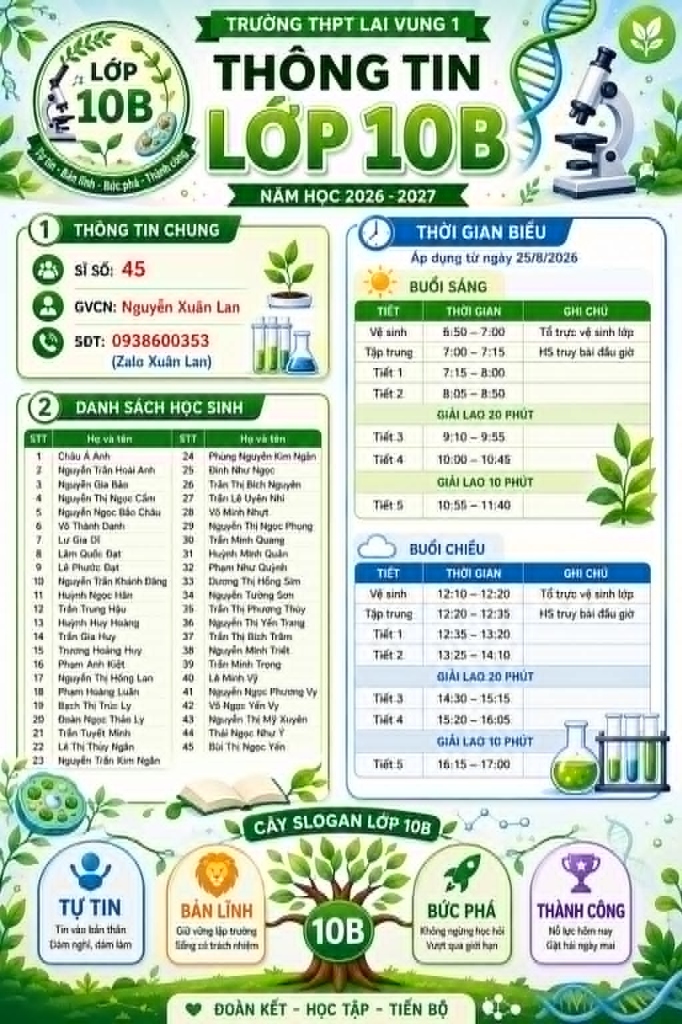 TRƯỜNG THPT LAI VUNG 1
LỚP
10B
Tự tin - Bản lĩnh - Bức phá - Thành công
THÔNG TIN
LỚP 10B
NĂM HỌC 2026 - 2027
1 THÔNG TIN CHUNG
SĨ SỐ: 45
GVCN: Nguyễn Xuân Lan
SĐT: 0938600353
(Zalo Xuân Lan)
2 DANH SÁCH HỌC SINH
STT Họ và tên STT Họ và tên
1 Châu Á Anh 24 Phùng Nguyên Kim Ngân
2 Nguyễn Trần Hoài Anh 25 Đinh Như Ngọc
3 Nguyễn Gia Bảo 26 Trần Thị Bích Nguyên
4 Nguyễn Thị Ngọc Cẩm 27 Trần Lê Uyên Nhi
5 Nguyễn Ngọc Bảo Châu 28 Võ Minh Nhựt
6 Võ Thành Danh 29 Nguyễn Thị Ngọc Phụng
7 Lư Gia Dĩ 30 Trần Minh Quang
8 Lâm Quốc Đạt 31 Huỳnh Minh Quân
9 Lê Phước Đạt 32 Phạm Như Quỳnh
10 Nguyễn Trần Khánh Đăng 33 Dương Thị Hồng Sim
11 Huỳnh Ngọc Hân 34 Nguyễn Tường Sơn
12 Trần Trung Hậu 35 Trần Thị Phương Thùy
13 Huỳnh Huy Hoàng 36 Nguyễn Thị Yến Trang
14 Trần Gia Huy 37 Trần Thị Bích Trâm
15 Trương Hoàng Huy 38 Nguyễn Minh Triết
16 Phạm Anh Kiệt 39 Trần Minh Trọng
17 Nguyễn Thị Hồng Lan 40 Lê Minh Vỹ
18 Phạm Hoàng Luân 41 Nguyễn Ngọc Phương Vy
19 Bạch Thị Trúc Ly 42 Võ Ngọc Yến Vy
20 Đoàn Ngọc Thảo Ly 43 Nguyễn Thị Mỹ Xuyên
21 Trần Tuyết Minh 44 Thái Ngọc Như Ý
22 Lê Thị Thúy Ngân 45 Bùi Thị Ngọc Yến
23 Nguyễn Trần Kim Ngân
THỜI GIAN BIỂU
Áp dụng từ ngày 25/8/2026
BUỔI SÁNG
TIẾT THỜI GIAN GHI CHÚ
Vệ sinh 6:50 – 7:00 Tổ trực vệ sinh lớp
Tập trung 7:00 – 7:15 HS truy bài đầu giờ
Tiết 1 7:15 – 8:00
Tiết 2 8:05 – 8:50
GIẢI LAO 20 PHÚT
Tiết 3 9:10 – 9:55
Tiết 4 10:00 – 10:45
GIẢI LAO 10 PHÚT
Tiết 5 10:55 – 11:40
BUỔI CHIỀU
TIẾT THỜI GIAN GHI CHÚ
Vệ sinh 12:10 – 12:20 Tổ trực vệ sinh lớp
Tập trung 12:20 – 12:35 HS truy bài đầu giờ
Tiết 1 12:35 – 13:20
Tiết 2 13:25 – 14:10
GIẢI LAO 20 PHÚT
Tiết 3 14:30 – 15:15
Tiết 4 15:20 – 16:05
GIẢI LAO 10 PHÚT
Tiết 5 16:15 – 17:00
CÂY SLOGAN LỚP 10B
TỰ TIN
Tin vào bản thân
Dám nghĩ, dám làm
BẢN LĨNH
Giữ vững lập trường
Sống có trách nhiệm
10B
BỨC PHÁ
Không ngừng học hỏi
Vượt qua giới hạn
THÀNH CÔNG
Nỗ lực hôm nay
Gặt hái ngày mai
ĐOÀN KẾT - HỌC TẬP - TIẾN BỘ